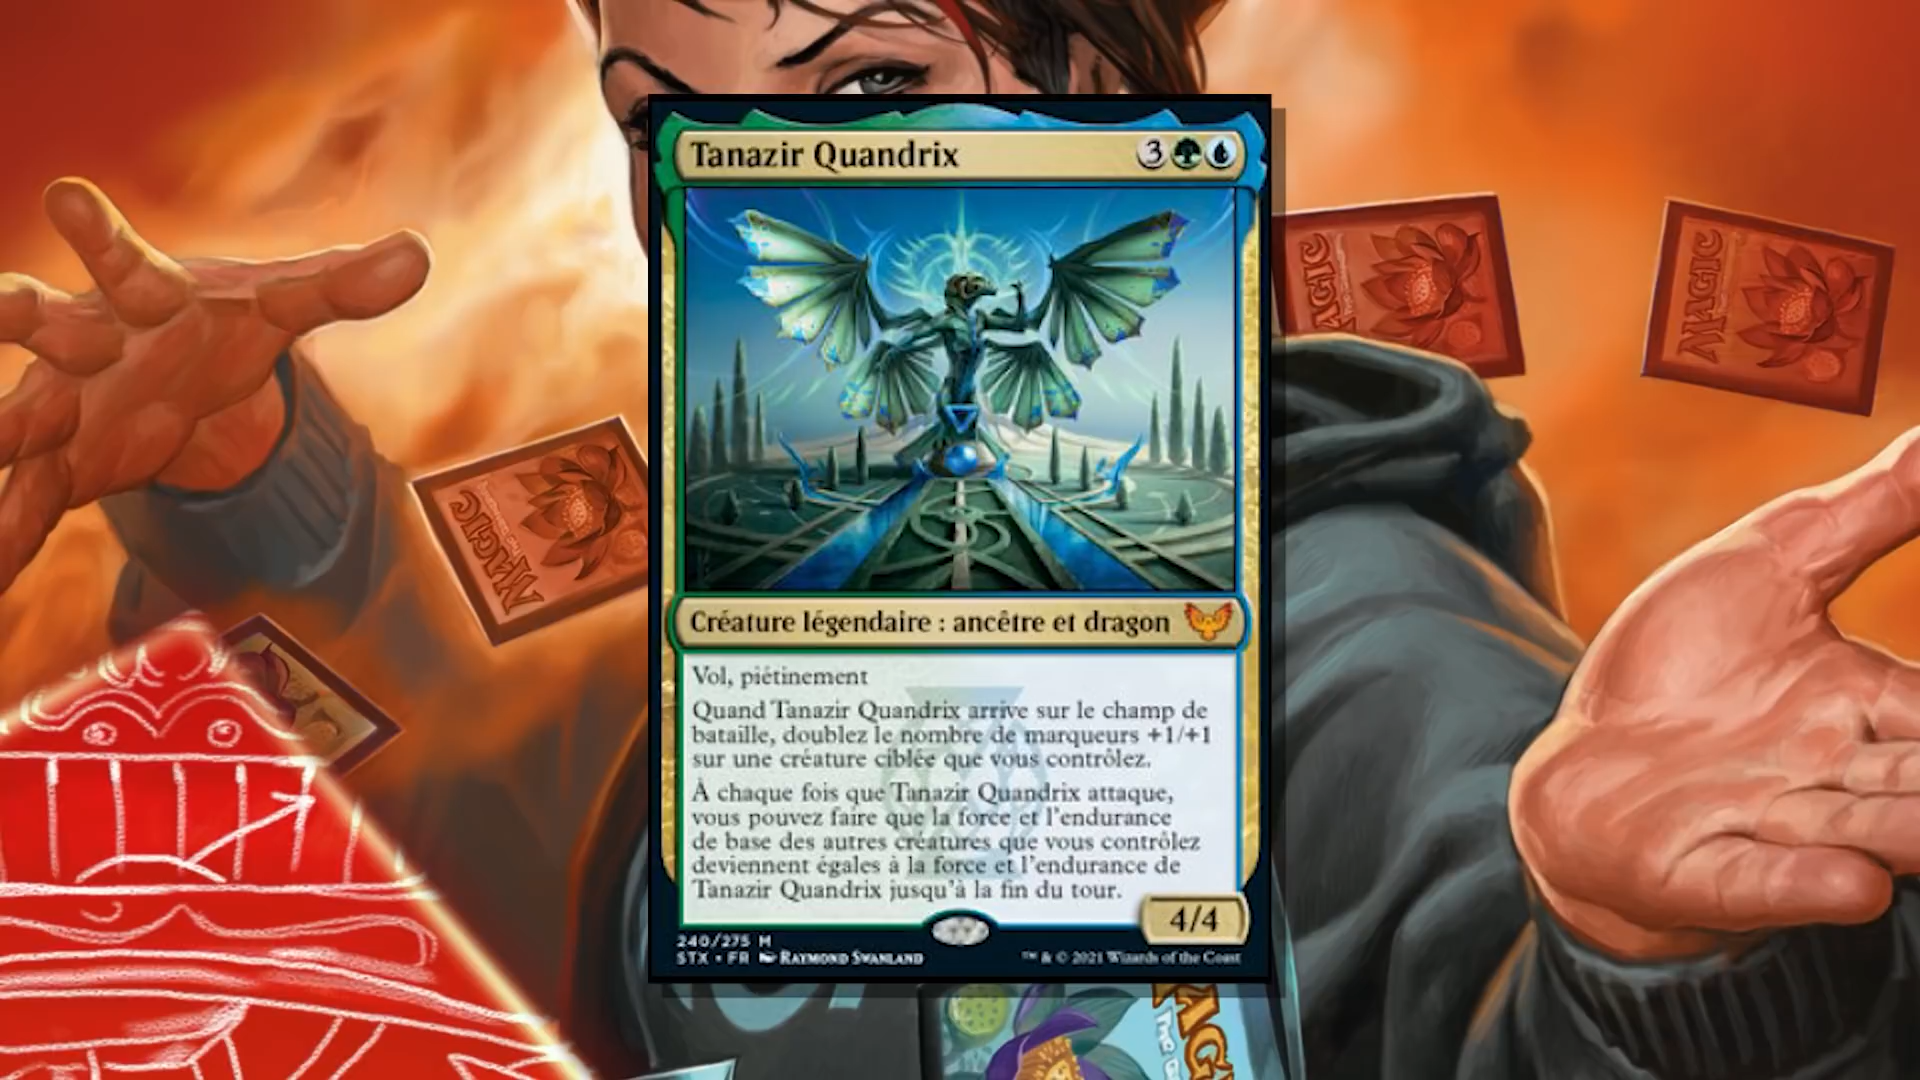 Tanazir Quandrix
3
MAGIC
MAGIC
MAGIC
Créature légendaire : ancêtre et dragon
Vol, piétinement
Quand Tanazir Quandrix arrive sur le champ de
bataille, doublez le nombre de marqueurs +1/+1
sur une créature ciblée que vous contrôlez.
À chaque fois que Tanazir Quandrix attaque,
vous pouvez faire que la force et l'endurance
de base des autres créatures que vous contrôlez
deviennent égales à la force et l'endurance de
Tanazir Quandrix jusqu'à la fin du tour.
4/4
240/275 M
STX • FR Raymond Swanland
™ & © 2021 Wizards of the Coast